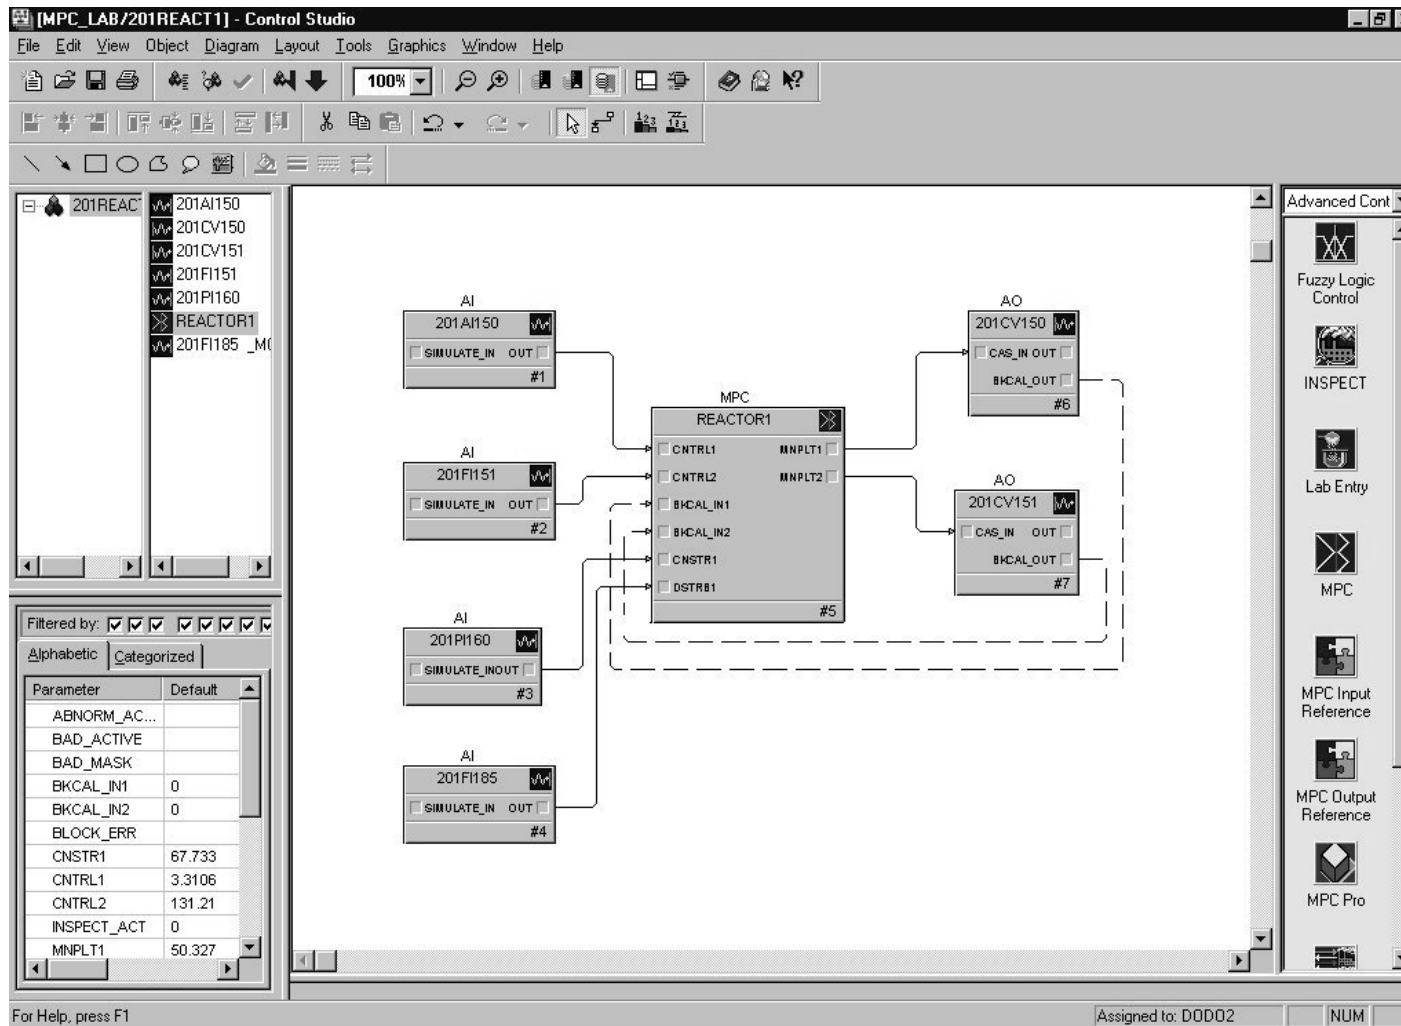 [MPC_LAB/201REACT1] - Control Studio
File Edit View Object Diagram Layout Tools Graphics Window Help
100%
201REAC
201AI150
201CV150
201CV151
201FI151
201PI160
REACTOR1
201FI185 _M
Filtered by:
Alphabetic Categorized
Parameter Default
ABNORM_AC...
BAD_ACTIVE
BAD_MASK
BKCAL_IN1 0
BKCAL_IN2 0
BLOCK_ERR
CNSTR1 67.733
CNTRL1 3.3106
CNTRL2 131.21
INSPECT_ACT 0
MNPLT1 50.327
AI
201AI150
SIMULATE_IN OUT
#1
AI
201FI151
SIMULATE_IN OUT
#2
AI
201PI160
SIMULATE_IN OUT
#3
AI
201FI185
SIMULATE_IN OUT
#4
MPC
REACTOR1
CNTRL1 MNPLT1
CNTRL2 MNPLT2
BKCAL_IN1
BKCAL_IN2
CNSTR1
DSTRB1
#5
AO
201CV150
CAS_IN OUT
BKCAL_OUT
#6
AO
201CV151
CAS_IN OUT
BKCAL_OUT
#7
Advanced Cont
Fuzzy Logic
Control
INSPECT
Lab Entry
MPC
MPC Input
Reference
MPC Output
Reference
MPC Pro
For Help, press F1
Assigned to: DODO2
NUM